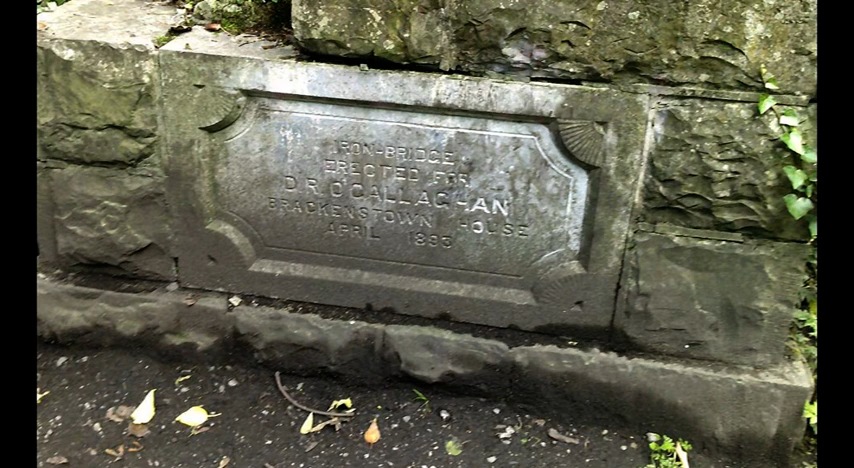 IRON-BRIDGE
ERECTED FOR
D.R. O'CALLAGHAN
BRACKENSTOWN HOUSE
APRIL 1893